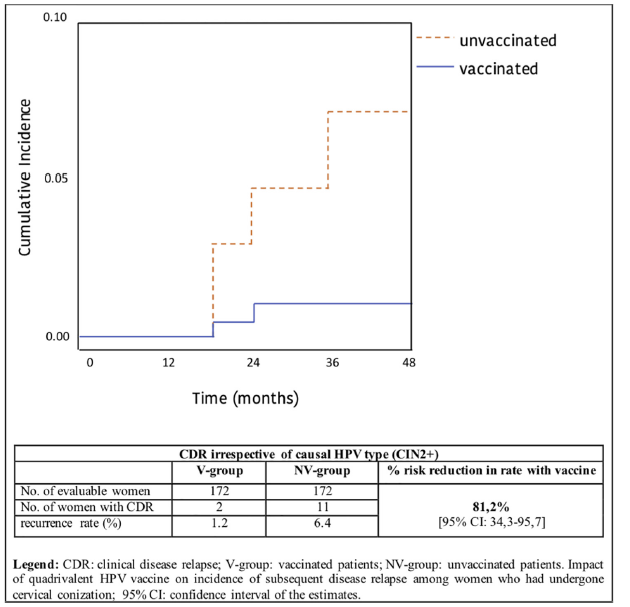 0.10
unvaccinated
vaccinated
Cumulative Incidence
0.05
0.00
0 12 24 36 48
Time (months)
CDR irrespective of causal HPV type (CIN2+)
V-group NV-group % risk reduction in rate with vaccine
No. of evaluable women 172 172
No. of women with CDR 2 11 81,2%
recurrence rate (%) 1.2 6.4 [95% CI: 34,3-95,7]
Legend: CDR: clinical disease relapse; V-group: vaccinated patients; NV-group: unvaccinated patients. Impact
of quadrivalent HPV vaccine on incidence of subsequent disease relapse among women who had undergone
cervical conization; 95% CI: confidence interval of the estimates.